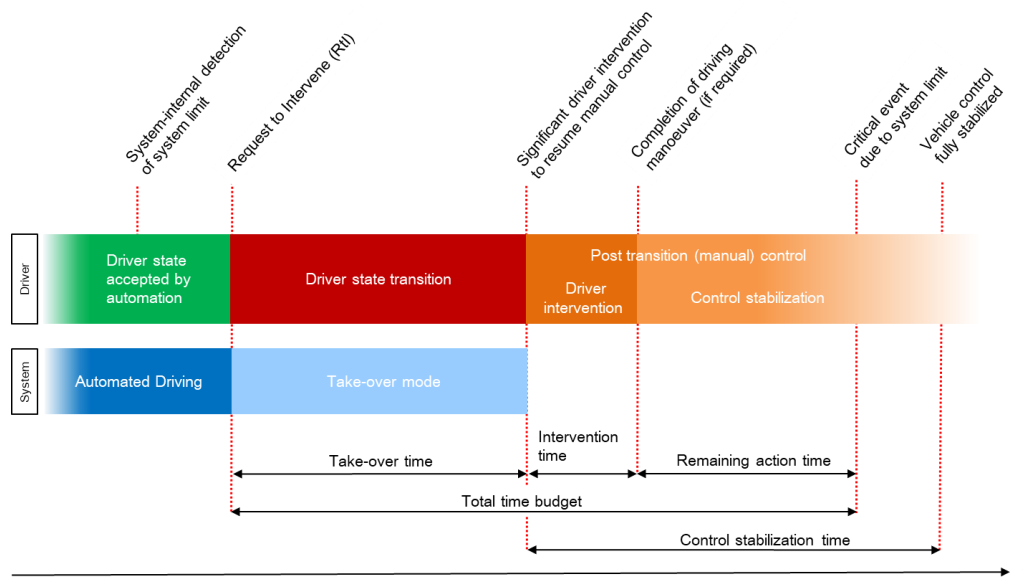 System-internal detection
of system limit
Request to Intervene (RtI)
Significant driver intervention
to resume manual control
Completion of driving
manoeuver (if required)
Critical event
due to system limit
Vehicle control
fully stabilized
Driver
Driver state
accepted by
automation
Driver state transition
Post transition (manual) control
Driver
intervention
Control stabilization
System
Automated Driving
Take-over mode
Take-over time
Intervention
time
Remaining action time
Total time budget
Control stabilization time